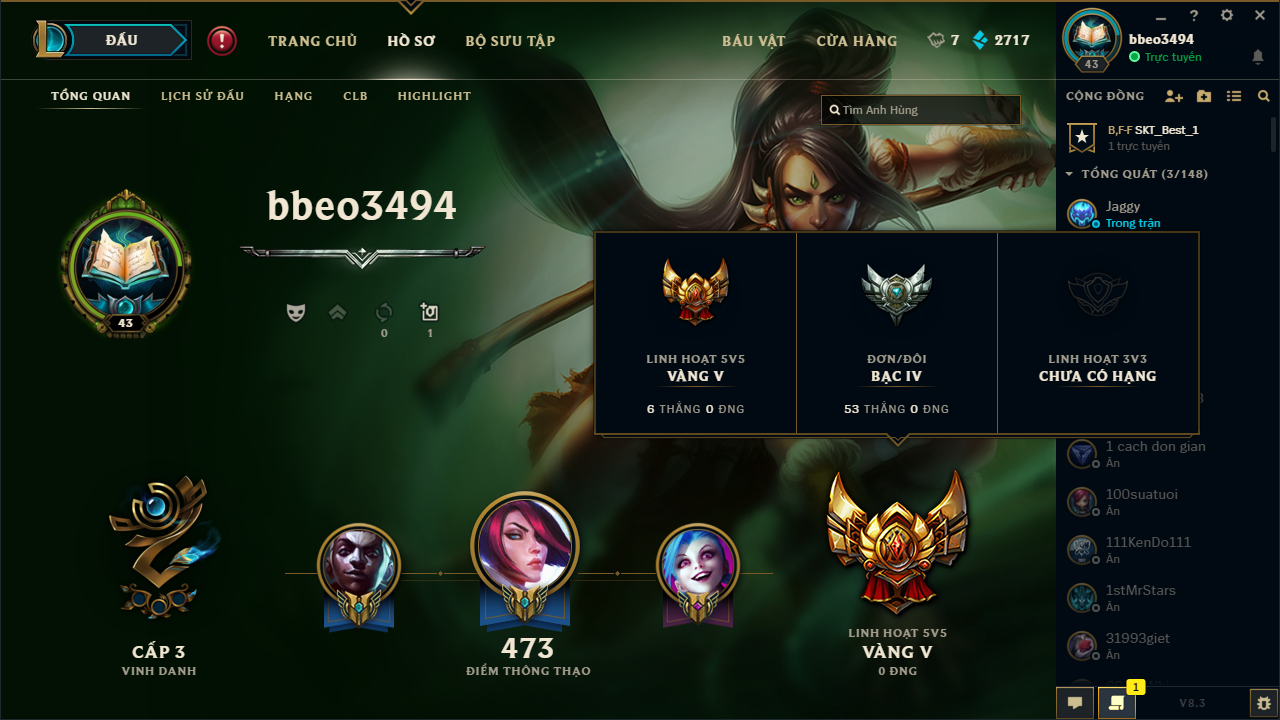 ĐẤU
TRANG CHỦ
HỒ SƠ
BỘ SƯU TẬP
BÁU VẬT
CỬA HÀNG
7
2717
43
bbeo3494
Trực tuyến
TỔNG QUAN
LỊCH SỬ ĐẤU
HẠNG
CLB
HIGHLIGHT
Tìm Anh Hùng
CỘNG ĐỒNG
B,F-F SKT_Best_1
1 trực tuyến
TỔNG QUÁT (3/148)
Jaggy
Trong trận
bbeo3494
43
0
1
LINH HOẠT 5V5
VÀNG V
6 THẮNG 0 ĐNG
ĐƠN/ĐÔI
BẠC IV
53 THẮNG 0 ĐNG
LINH HOẠT 3V3
CHƯA CÓ HẠNG
1 cach don gian
Ẩn
100suatuoi
Ẩn
111KenDo111
Ẩn
1stMrStars
Ẩn
31993giet
Ẩn
CẤP 3
VINH DANH
473
ĐIỂM THÔNG THẠO
LINH HOẠT 5V5
VÀNG V
0 ĐNG
1
V8.3